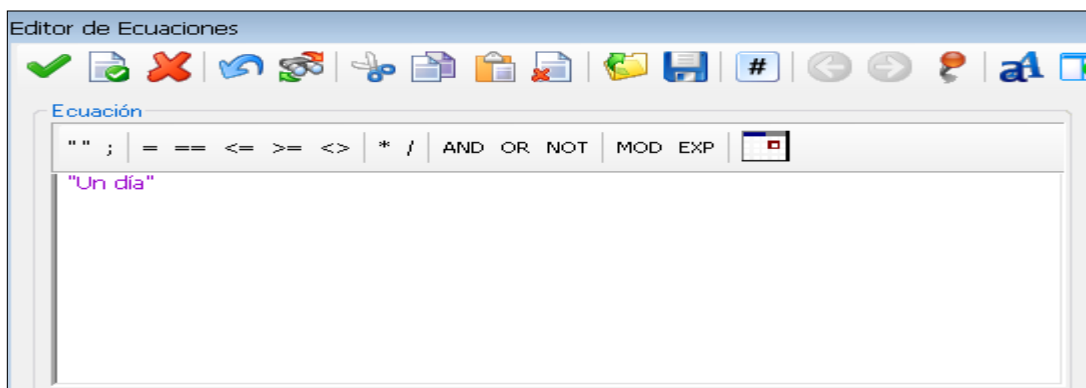 Editor de Ecuaciones
# aA
Ecuación
"" ; = == <= >= <> * / AND OR NOT MOD EXP
"Un día"